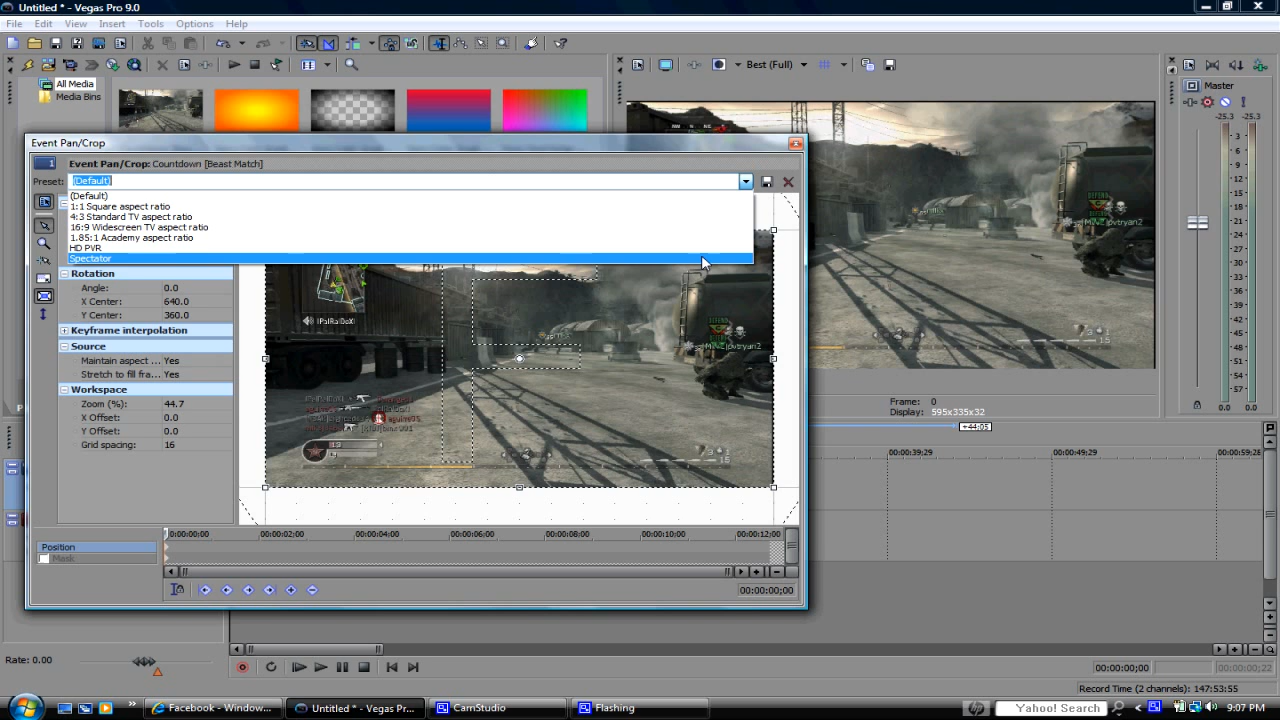 Untitled * - Vegas Pro 9.0
File Edit View Insert Tools Options Help
Best (Full)
All Media
Media Bins
Master
-25.3 -25.3
3
6
9
12
15
18
21
24
27
30
33
36
39
42
45
48
51
54
57
0.0 0.0
Event Pan/Crop
Event Pan/Crop: Countdown [Beast Match]
Preset: (Default)
(Default)
1:1 Square aspect ratio
4:3 Standard TV aspect ratio
16:9 Widescreen TV aspect ratio
1.85:1 Academy aspect ratio
HD PVR
Spectator
Rotation
Angle: 0.0
X Center: 640.0
Y Center: 360.0
Keyframe interpolation
Source
Maintain aspect ... Yes
Stretch to fill fra... Yes
Workspace
Zoom (%): 44.7
X Offset: 0.0
Y Offset: 0.0
Grid spacing: 16
DEFEND
DEFEND
0:00:00;00 00:00:02;00 00:00:04;00 00:00:06;00 00:00:08;00 00:00:10;00 00:00:12;00
Position
Mask
00:00:00;00
Frame: 0
Display: 595x335x32
+44:05
00:00:39;29 00:00:49;29 00:00:59;28
Rate: 0.00
00:00:00;00 00:00:00;22
Record Time (2 channels): 147:53:55
Facebook - Window... Untitled * - Vegas Pr... CamStudio Flashing
Yahoo! Search
9:07 PM